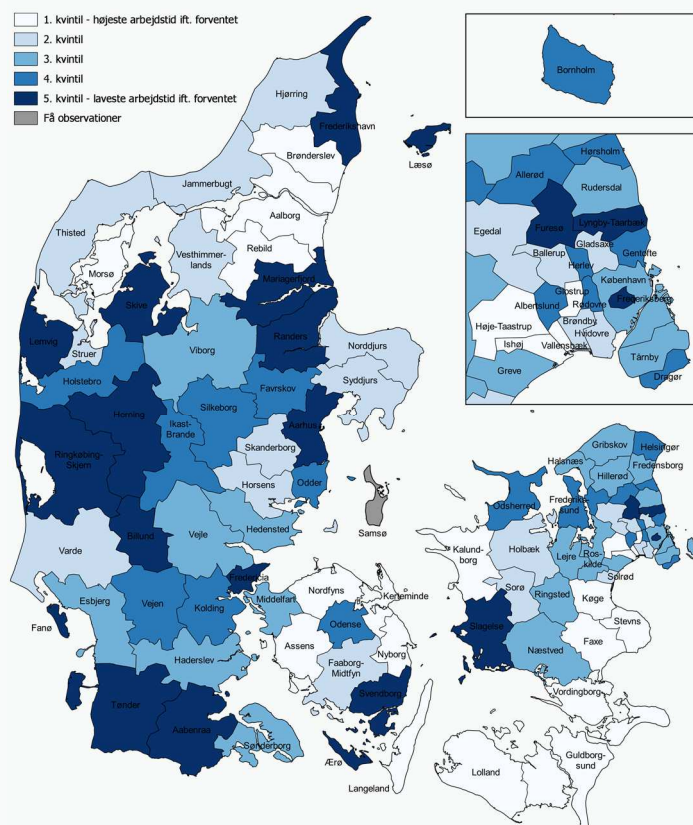 1. kvintil - højeste arbejdstid ift. forventet
2. kvintil
3. kvintil
4. kvintil
5. kvintil - laveste arbejdstid ift. forventet
Få observationer
Hjørring
Frederikshavn
Brønderslev
Læsø
Jammerbugt
Aalborg
Thisted
Vesthimmer-
lands
Rebild
Morsø
Mariagerfjord
Skive
Lemvig
Struer
Viborg
Randers
Norddjurs
Holstebro
Favrskov
Syddjurs
Herning
Silkeborg
Ikast-
Brande
Aarhus
Ringkøbing-
Skjern
Skanderborg
Horsens
Odder
Samsø
Hedensted
Billund
Vejle
Varde
Fredericia
Middelfart
Esbjerg
Vejen
Kolding
Fanø
Haderslev
Tønder
Aabenraa
Sønderborg
Nordfyns
Kerteminde
Odense
Assens
Nyborg
Faaborg-
Midtfyn
Svendborg
Ærø
Langeland
Bornholm
Hørsholm
Allerød
Rudersdal
Furesø
Lyngby-Taarbæk
Egedal
Gladsaxe
Gentofte
Ballerup
Herlev
København
Glostrup
Frederiksberg
Albertslund
Rødovre
Høje-Taastrup
Brøndby
Hvidovre
Ishøj
Vallensbæk
Tårnby
Greve
Dragør
Gribskov
Helsingør
Halsnæs
Fredensborg
Hillerød
Odsherred
Frederiks-
sund
Kalund-
borg
Holbæk
Lejre
Ros-
kilde
Solrød
Sorø
Ringsted
Køge
Slagelse
Stevns
Næstved
Faxe
Vordingborg
Guldborg-
sund
Lolland